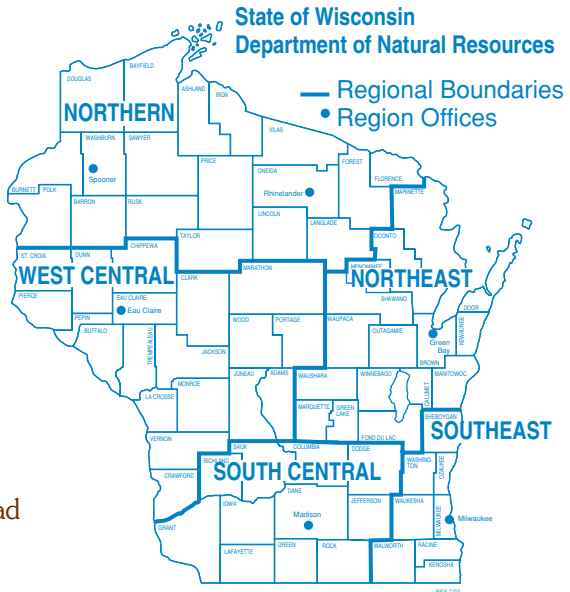 State of Wisconsin
Department of Natural Resources
Regional Boundaries
Region Offices
DOUGLAS
BAYFIELD
ASHLAND
IRON
VILAS
NORTHERN
WASHBURN
SAWYER
PRICE
ONEIDA
FOREST
FLORENCE
MARINETTE
Spooner
Rhinelander
BURNETT
POLK
BARRON
RUSK
LINCOLN
LANGLADE
TAYLOR
OCONTO
CHIPPEWA
ST. CROIX
DUNN
MARATHON
MENOMINEE
WEST CENTRAL
NORTHEAST
CLARK
SHAWANO
PIERCE
EAU CLAIRE
Eau Claire
DOOR
PEPIN
BUFFALO
TREMPEALEAU
WOOD
PORTAGE
WAUPACA
OUTAGAMIE
Green
Bay
KEWAUNEE
BROWN
JACKSON
JUNEAU
ADAMS
WAUSHARA
WINNEBAGO
CALUMET
MANITOWOC
MONROE
LA CROSSE
MARQUETTE
GREEN
LAKE
SHEBOYGAN
SOUTHEAST
VERNON
FOND DU LAC
SAUK
COLUMBIA
DODGE
RICHLAND
WASHING-
TON
OZAUKEE
SOUTH CENTRAL
CRAWFORD
DANE
IOWA
JEFFERSON
WAUKESHA
MILWAUKEE
Milwaukee
ad
GRANT
Madison
LAFAYETTE
GREEN
ROCK
WALWORTH
RACINE
KENOSHA
REV. 7/02